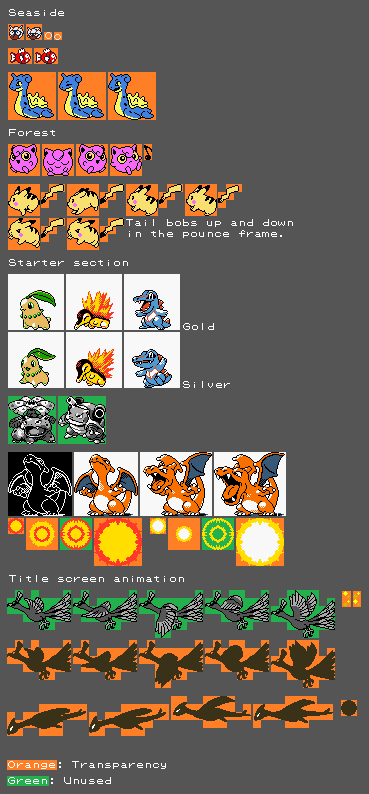 Seaside
Forest
Tail bobs up and down
in the pounce frame.
Starter section
Gold
Silver
Title screen animation
Orange: Transparency
Green: Unused